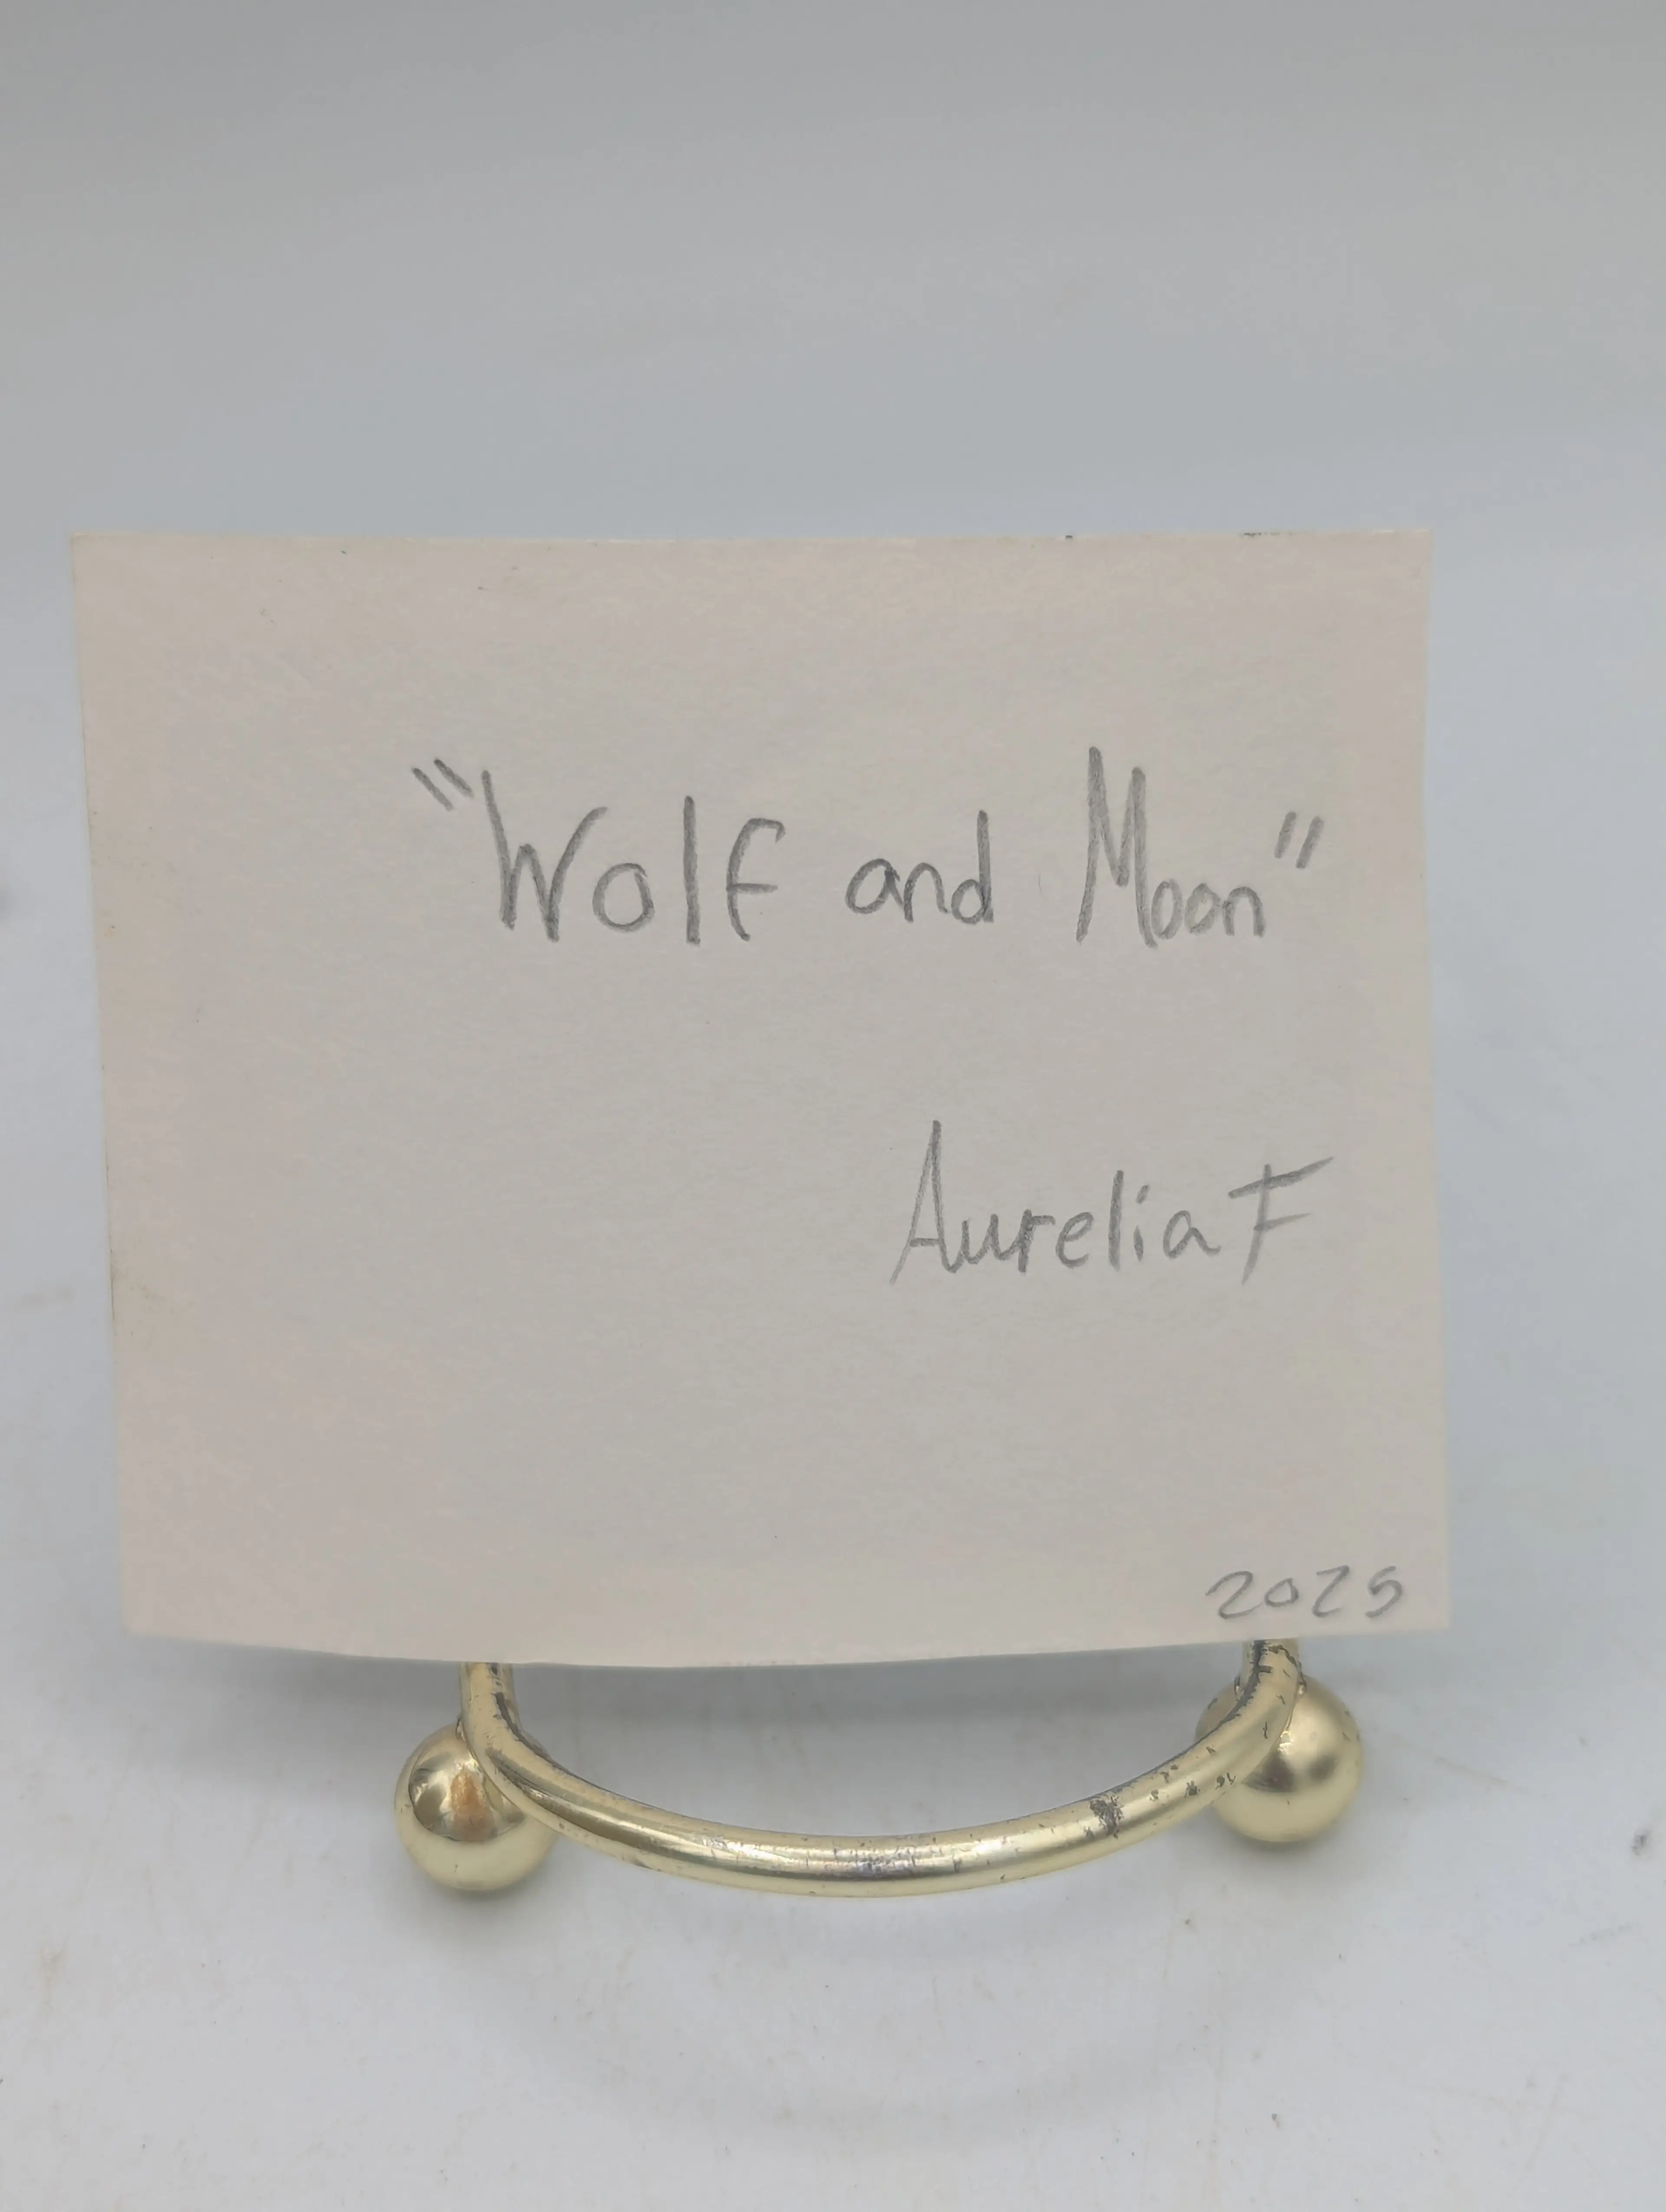 "Wolf and Moon"
Aurelia F
2025